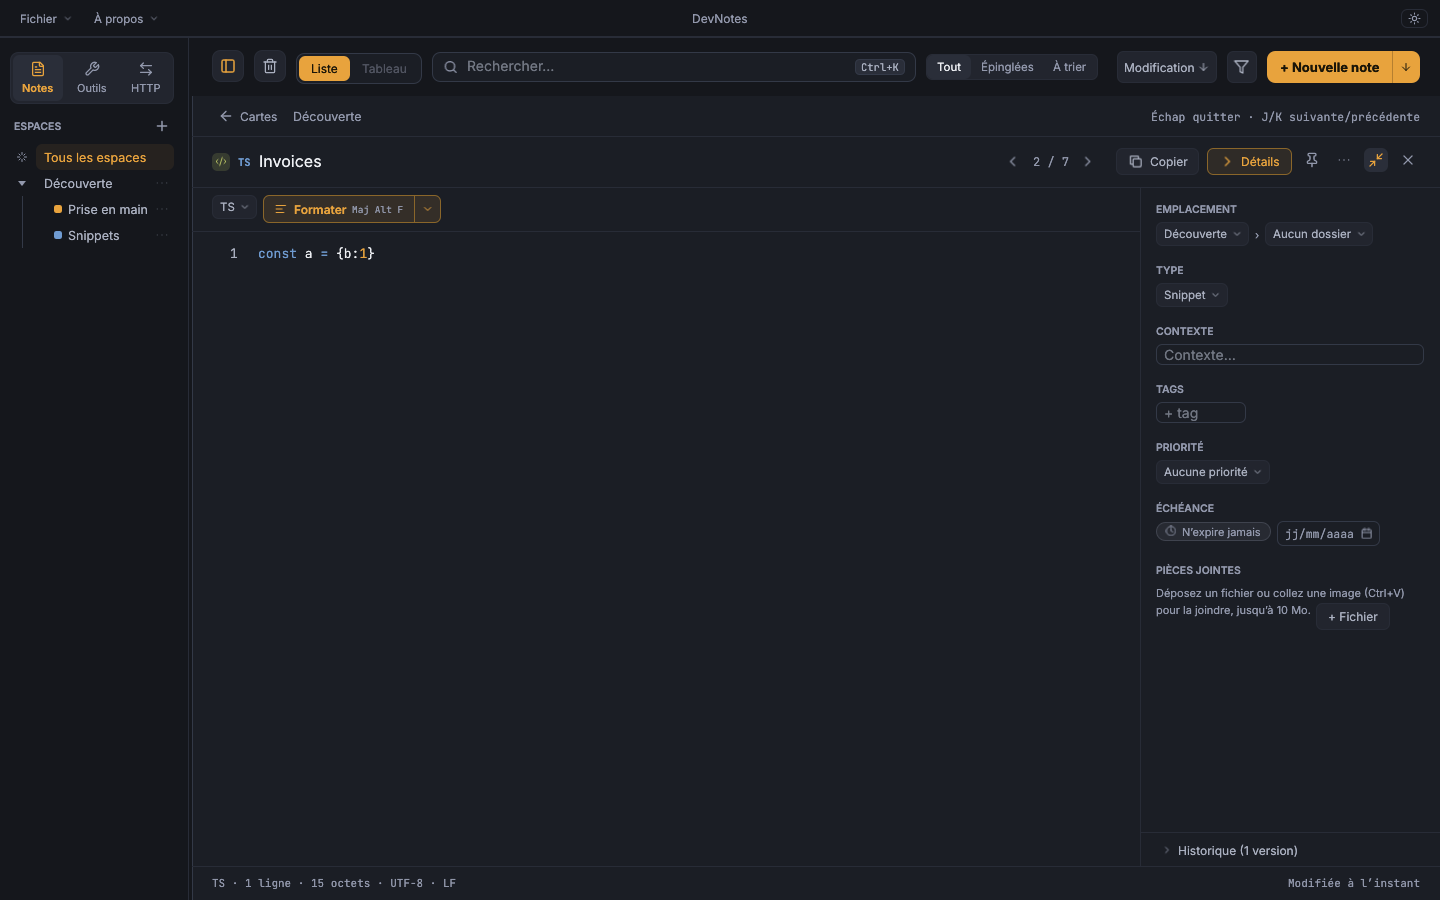 Fichier
À propos
DevNotes
Notes
Outils
HTTP
Liste
Tableau
Rechercher...
Ctrl+K
Tout
Épinglées
À trier
Modification
+ Nouvelle note
ESPACES
Tous les espaces
Découverte
Prise en main
Snippets
Cartes
Découverte
Échap quitter · J/K suivante/précédente
TS
Invoices
2 / 7
Copier
Détails
TS
Formater Maj Alt F
1
const a = {b:1}
EMPLACEMENT
Découverte
›
Aucun dossier
TYPE
Snippet
CONTEXTE
Contexte...
TAGS
+ tag
PRIORITÉ
Aucune priorité
ÉCHÉANCE
N’expire jamais
jj/mm/aaaa
PIÈCES JOINTES
Déposez un fichier ou collez une image (Ctrl+V)
pour la joindre, jusqu’à 10 Mo.
+ Fichier
Historique (1 version)
TS · 1 ligne · 15 octets · UTF-8 · LF
Modifiée à l’instant